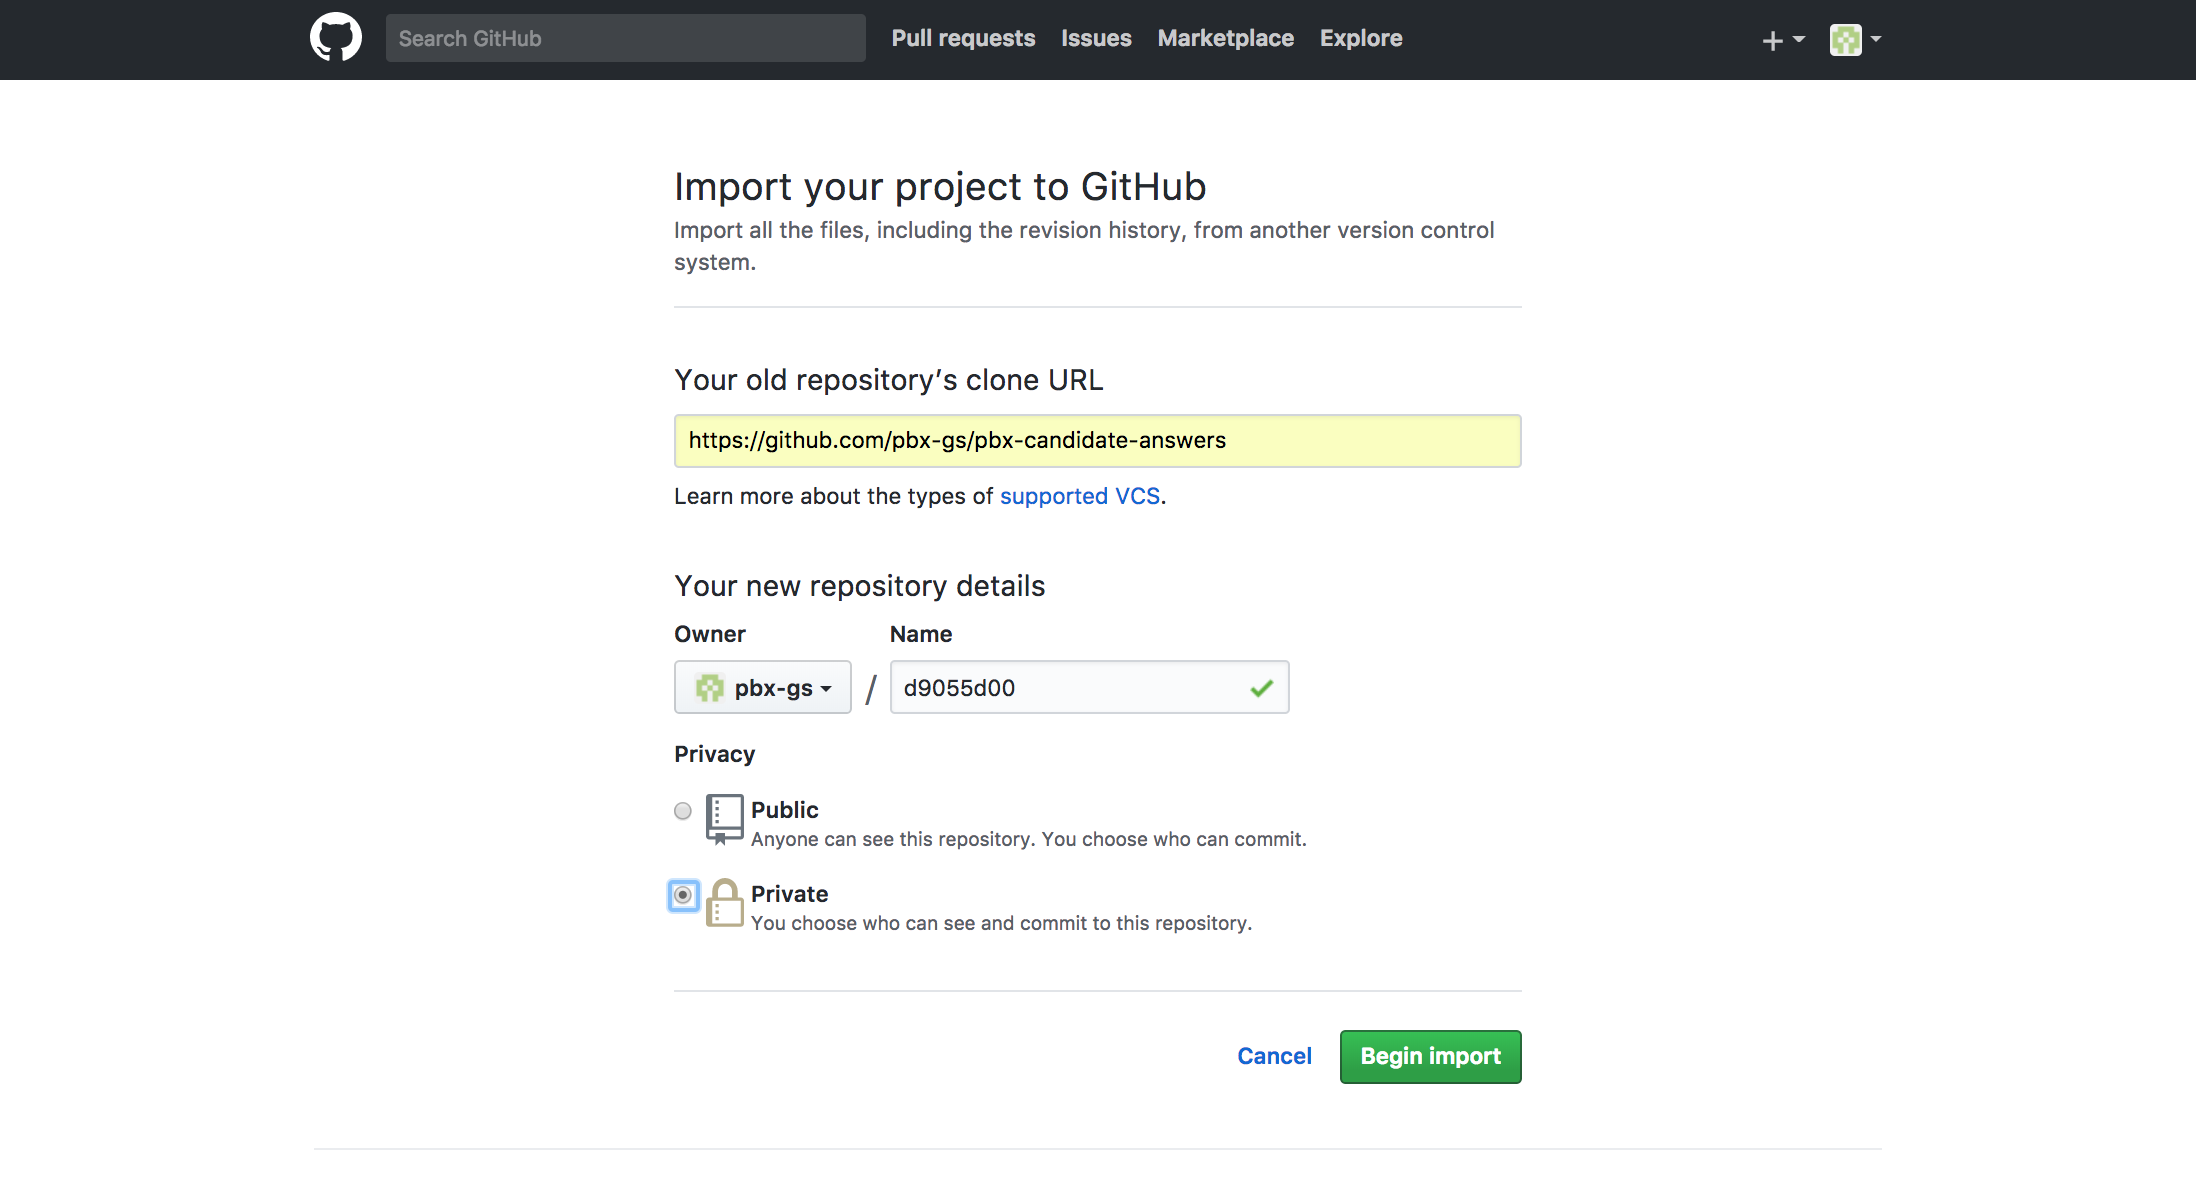 Search GitHub
Pull requests
Issues
Marketplace
Explore
Import your project to GitHub
Import all the files, including the revision history, from another version control
system.
Your old repository’s clone URL
https://github.com/pbx-gs/pbx-candidate-answers
Learn more about the types of supported VCS.
Your new repository details
Owner
Name
pbx-gs
/
d9055d00
Privacy
Public
Anyone can see this repository. You choose who can commit.
Private
You choose who can see and commit to this repository.
Cancel
Begin import